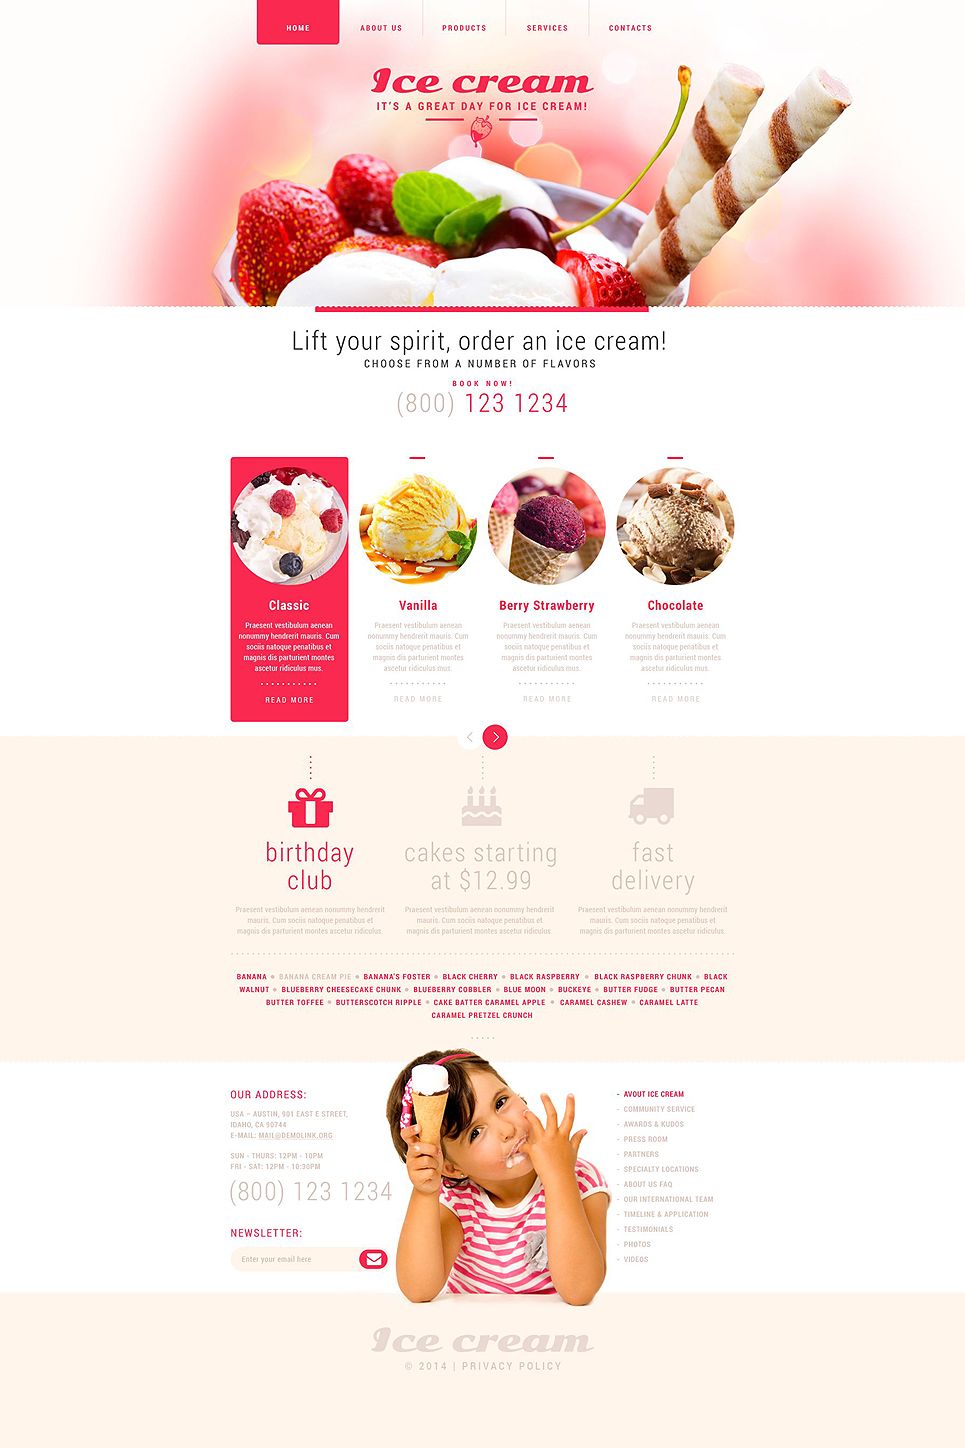 HOME
ABOUT US
PRODUCTS
SERVICES
CONTACTS
Ice cream
IT'S A GREAT DAY FOR ICE CREAM!
Lift your spirit, order an ice cream!
CHOOSE FROM A NUMBER OF FLAVORS
BOOK NOW!
(800) 123 1234
Classic
Praesent vestibulum aenean
nonummy hendrerit mauris. Cum
sociis natoque penatibus et
magnis dis parturient montes
ascetur ridiculus mus.
READ MORE
Vanilla
Praesent vestibulum aenean
nonummy hendrerit mauris. Cum
sociis natoque penatibus et
magnis dis parturient montes
ascetur ridiculus mus.
READ MORE
Berry Strawberry
Praesent vestibulum aenean
nonummy hendrerit mauris. Cum
sociis natoque penatibus et
magnis dis parturient montes
ascetur ridiculus mus.
READ MORE
Chocolate
Praesent vestibulum aenean
nonummy hendrerit mauris. Cum
sociis natoque penatibus et
magnis dis parturient montes
ascetur ridiculus mus.
READ MORE
birthday
club
Praesent vestibulum aenean nonummy hendrerit
mauris. Cum sociis natoque penatibus et
magnis dis parturient montes ascetur ridiculus.
cakes starting
at $12.99
Praesent vestibulum aenean nonummy hendrerit
mauris. Cum sociis natoque penatibus et
magnis dis parturient montes ascetur ridiculus.
fast
delivery
Praesent vestibulum aenean nonummy hendrerit
mauris. Cum sociis natoque penatibus et
magnis dis parturient montes ascetur ridiculus.
BANANA • BANANA CREAM PIE • BANANA'S FOSTER • BLACK CHERRY • BLACK RASPBERRY • BLACK RASPBERRY CHUNK • BLACK
WALNUT • BLUEBERRY CHEESECAKE CHUNK • BLUEBERRY COBBLER • BLUE MOON • BUCKEYE • BUTTER FUDGE • BUTTER PECAN
BUTTER TOFFEE • BUTTERSCOTCH RIPPLE • CAKE BATTER CARAMEL APPLE • CARAMEL CASHEW • CARAMEL LATTE
CARAMEL PRETZEL CRUNCH
OUR ADDRESS:
USA – AUSTIN, 901 EAST E STREET,
IDAHO, CA 90744
E-MAIL: MAIL@DEMOLINK.ORG
SUN - THURS: 12PM - 10PM
FRI - SAT: 12PM - 10:30PM
(800) 123 1234
NEWSLETTER:
Enter your email here
- AVOUT ICE CREAM
- COMMUNITY SERVICE
- AWARDS & KUDOS
- PRESS ROOM
- PARTNERS
- SPECIALTY LOCATIONS
- ABOUT US FAQ
- OUR INTERNATIONAL TEAM
- TIMELINE & APPLICATION
- TESTIMONIALS
- PHOTOS
- VIDEOS
Ice cream
© 2014 | PRIVACY POLICY